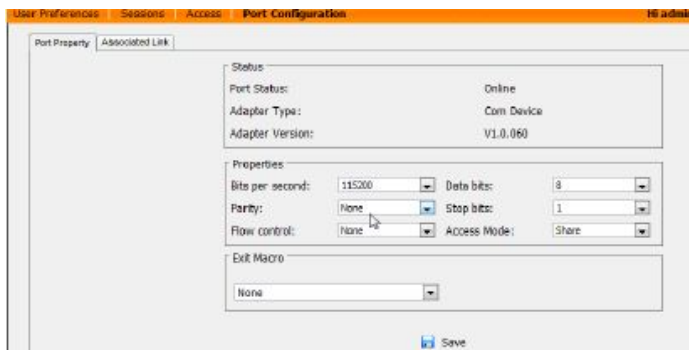 User Preferences Sessions Access Port Configuration Hi admin
Port Property Associated Link
Status
Port Status: Online
Adapter Type: Com Device
Adapter Version: V1.0.060
Properties
Bits per second: 115200 Data bits: 8
Parity: None Stop bits: 1
Flow control: None Access Mode: Share
Exit Macro
None
Save